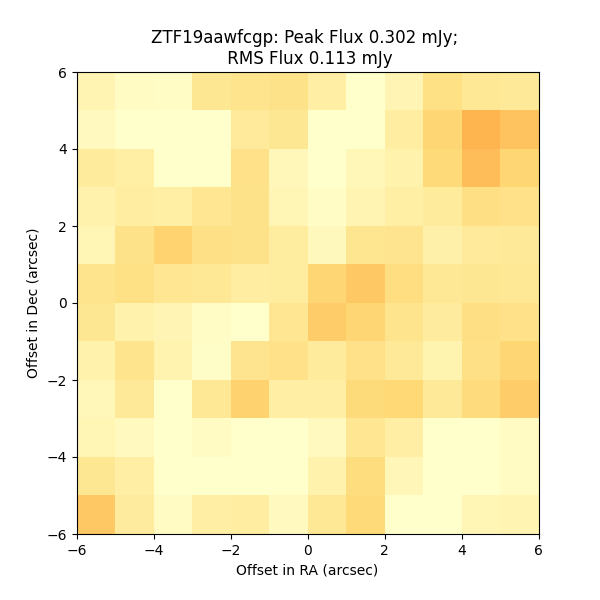 ZTF19aawfcgp: Peak Flux 0.302 mJy;
RMS Flux 0.113 mJy
6
4
2
0
−2
−4
−6
Offset in Dec (arcsec)
−6 −4 −2 0 2 4 6
Offset in RA (arcsec)